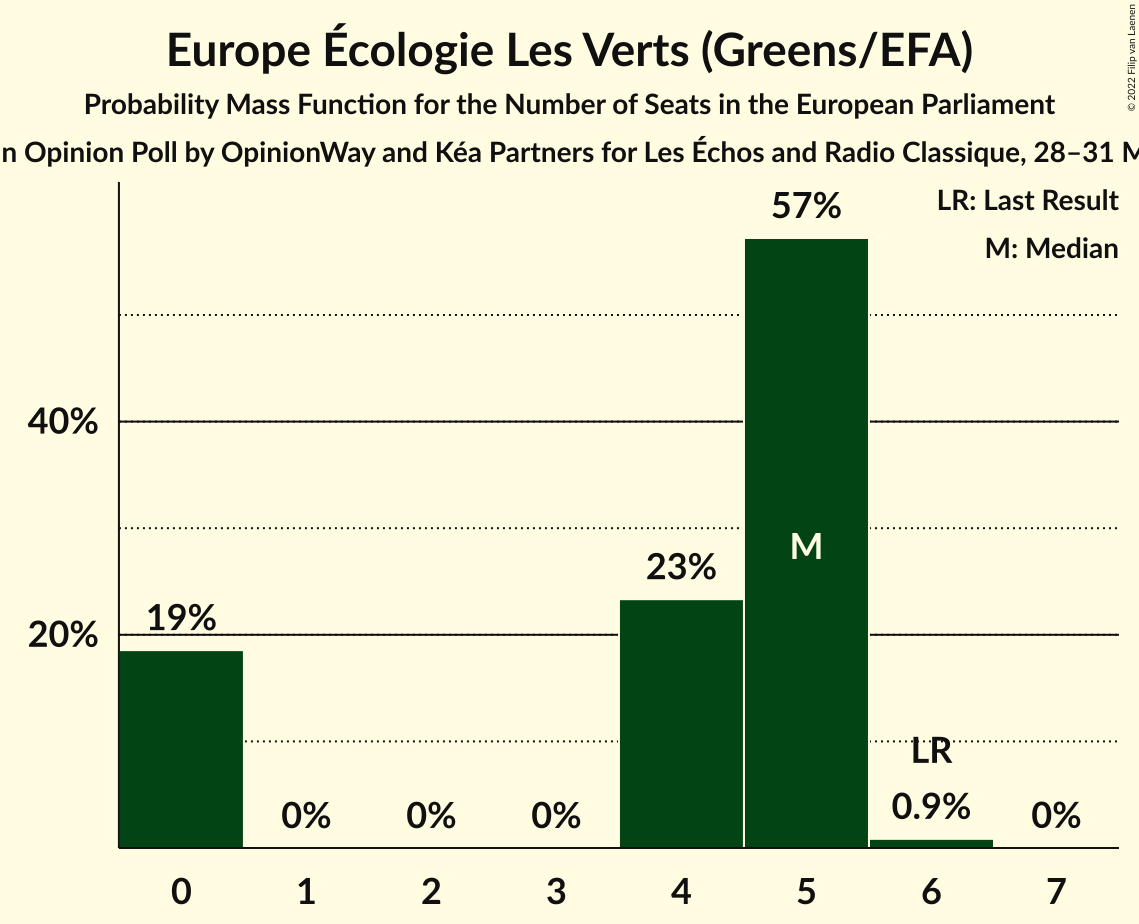 Europe Écologie Les Verts (Greens/EFA)
Probability Mass Function for the Number of Seats in the European Parliament
Opinion Poll by OpinionWay and Kéa Partners for Les Échos and Radio Classique, 28–31
© 2022 Filip van Laenen
LR: Last Result
M: Median
57%
40%
M
23%
19%
20%
LR
0.9%
0%
0%
0%
0%
0
1
2
3
4
5
6
7